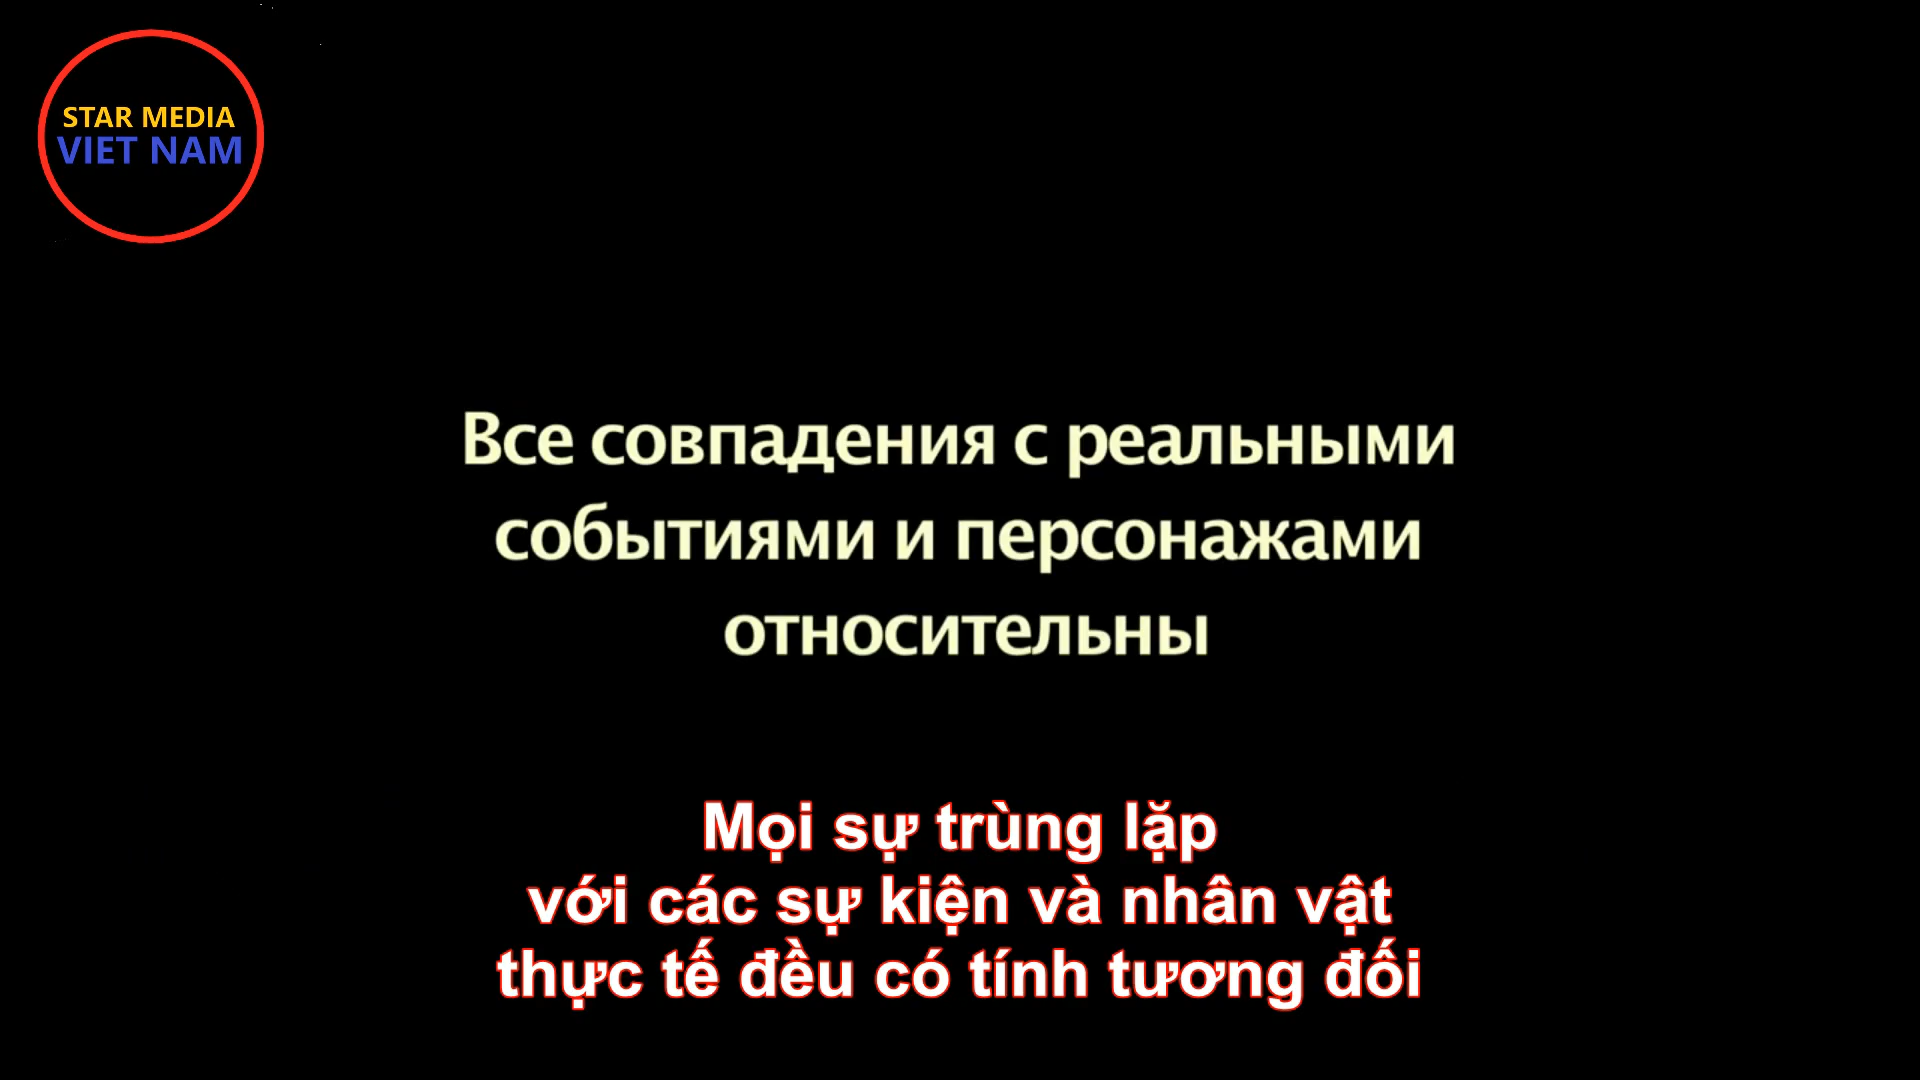 STAR MEDIA
VIET NAM
Все совпадения с реальными
событиями и персонажами
относительны
Mọi sự trùng lặp
với các sự kiện và nhân vật
thực tế đều có tính tương đối